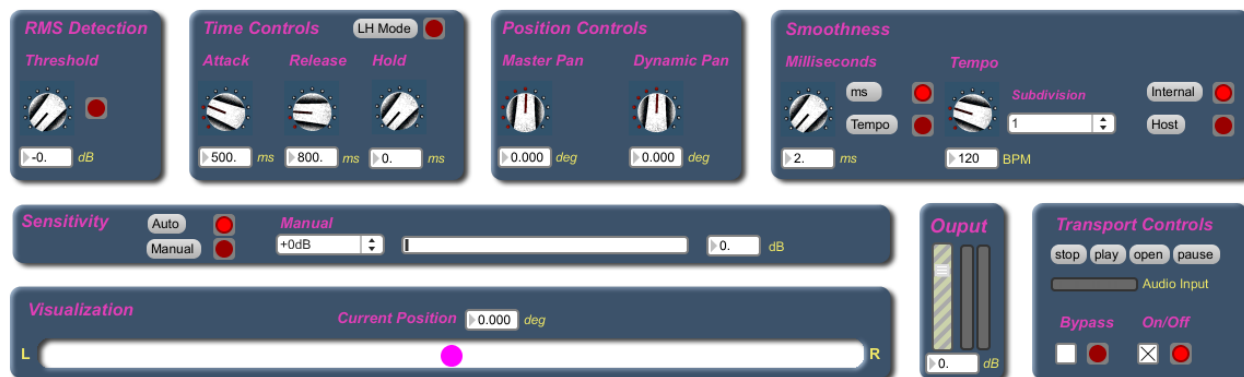 RMS Detection
Threshold
-0. dB
Time Controls LH Mode
Attack Release Hold
500. ms 800. ms 0. ms
Position Controls
Master Pan Dynamic Pan
0.000 deg 0.000 deg
Smoothness
Milliseconds Tempo
ms Subdivision Internal
Tempo 1 Host
2. ms 120 BPM
Sensitivity Auto Manual
Manual +0dB 0. dB
Visualization
Current Position 0.000 deg
L R
Ouput
0. dB
Transport Controls
stop play open pause
Audio Input
Bypass On/Off